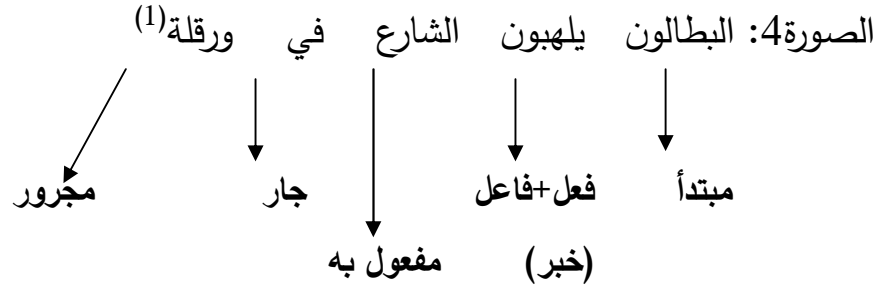 الصورة4: البطالون يلهبون الشارع في ورقلة(1)
مبتدأ فعل+فاعل جار مجرور
(خبر) مفعول به